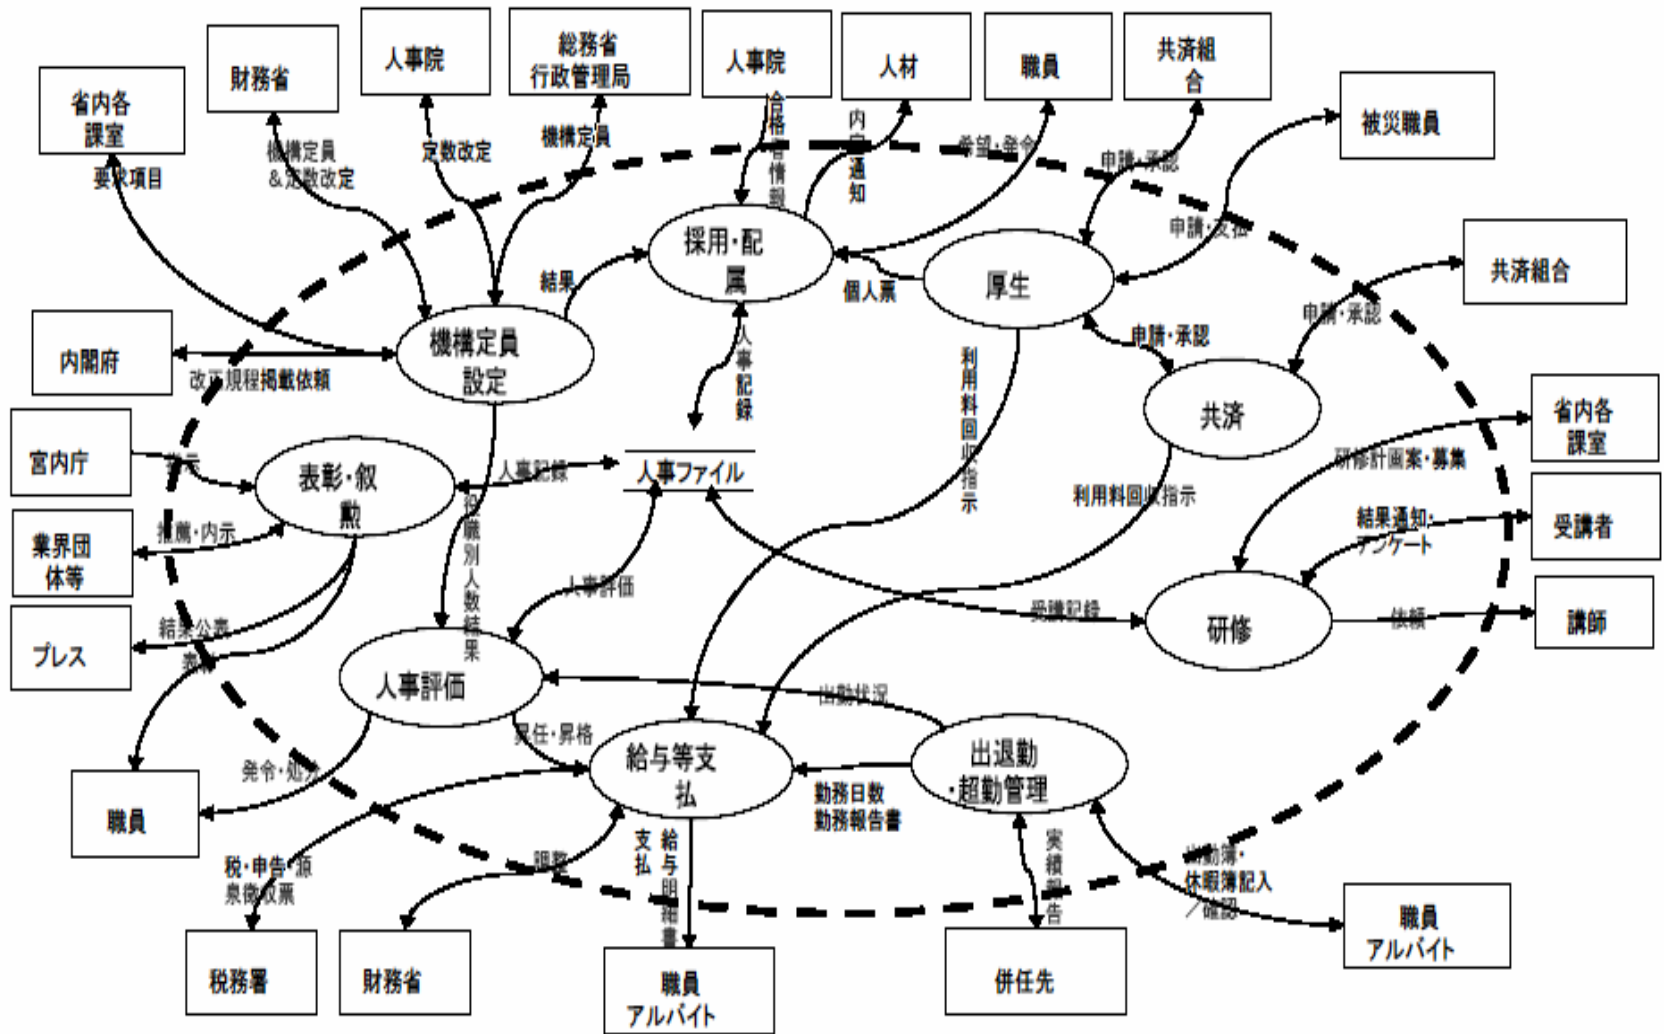 省内各
課室
財務省
人事院
総務省
行政管理局
人事院
人材
職員
共済組
合
被災職員
要求項目
機構定員
&定数改定
定数改定
機構定員
合格者情報
内定通知
希望・発令
申請・承認
申請・支払
共済組合
採用・配
属
厚生
結果
個人票
機構定員
設定
人事記録
利用料回収指示
申請・承認
申請・承認
内閣府
改正規程掲載依頼
共済
省内各
課室
宮内庁
指示
表彰・叙
勲
人事記録
人事ファイル
研修計画案・募集
利用料回収指示
役職別人数結果
業界団
体等
推薦・内示
結果通知・
アンケート
受講者
人事評価
受講記録
研修
依頼
講師
プレス
結果公表
表彰
人事評価
出勤状況
昇任・昇格
発令・処分
給与等支
払
出退勤
・超勤管理
勤務日数
勤務報告書
職員
税・申告・源
泉徴収票
調整
支払
給与明細書
実績報告
出勤簿・
休暇簿記入
／確認
税務署
財務省
職員
アルバイト
併任先
職員
アルバイト